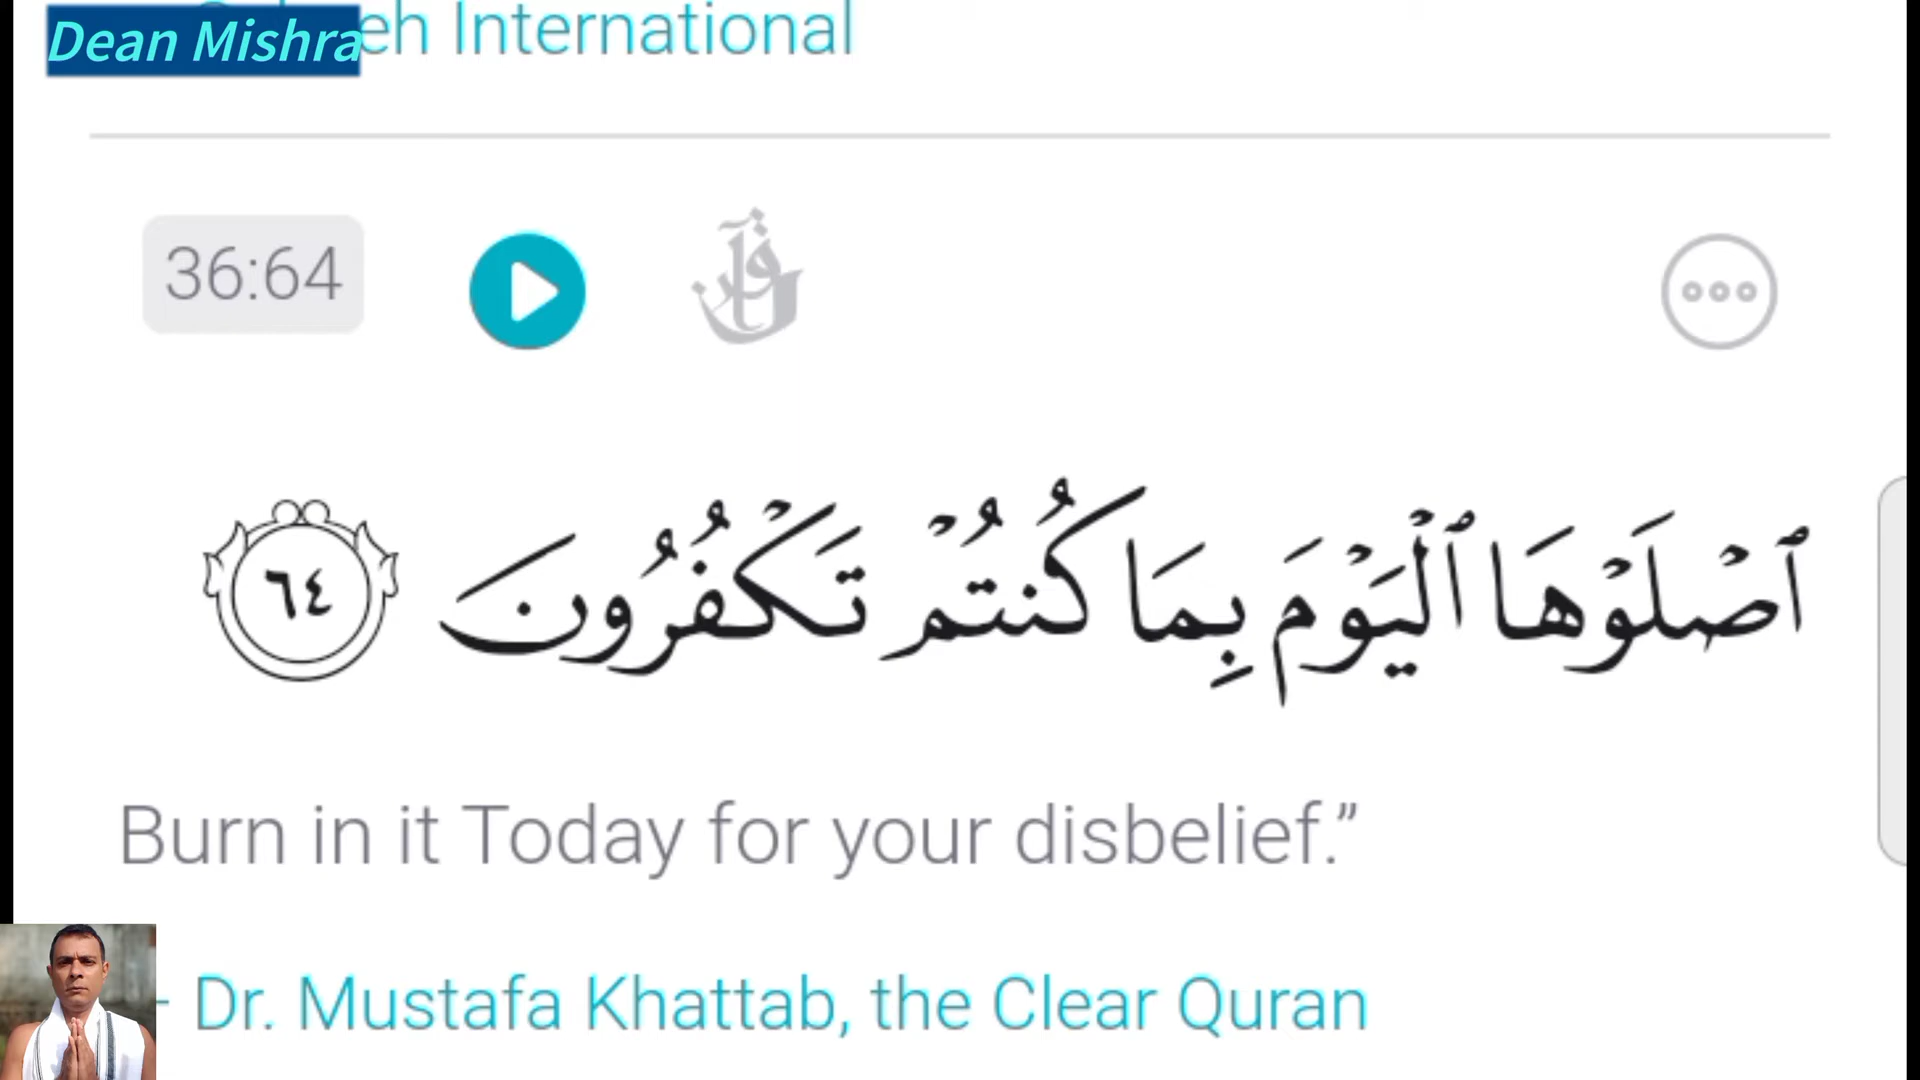 Dean Mishra
eh International
36:64
ٱصْلَوْهَا ٱلْيَوْمَ بِمَا كُنتُمْ تَكْفُرُونَ ٦٤
Burn in it Today for your disbelief.”
- Dr. Mustafa Khattab, the Clear Quran